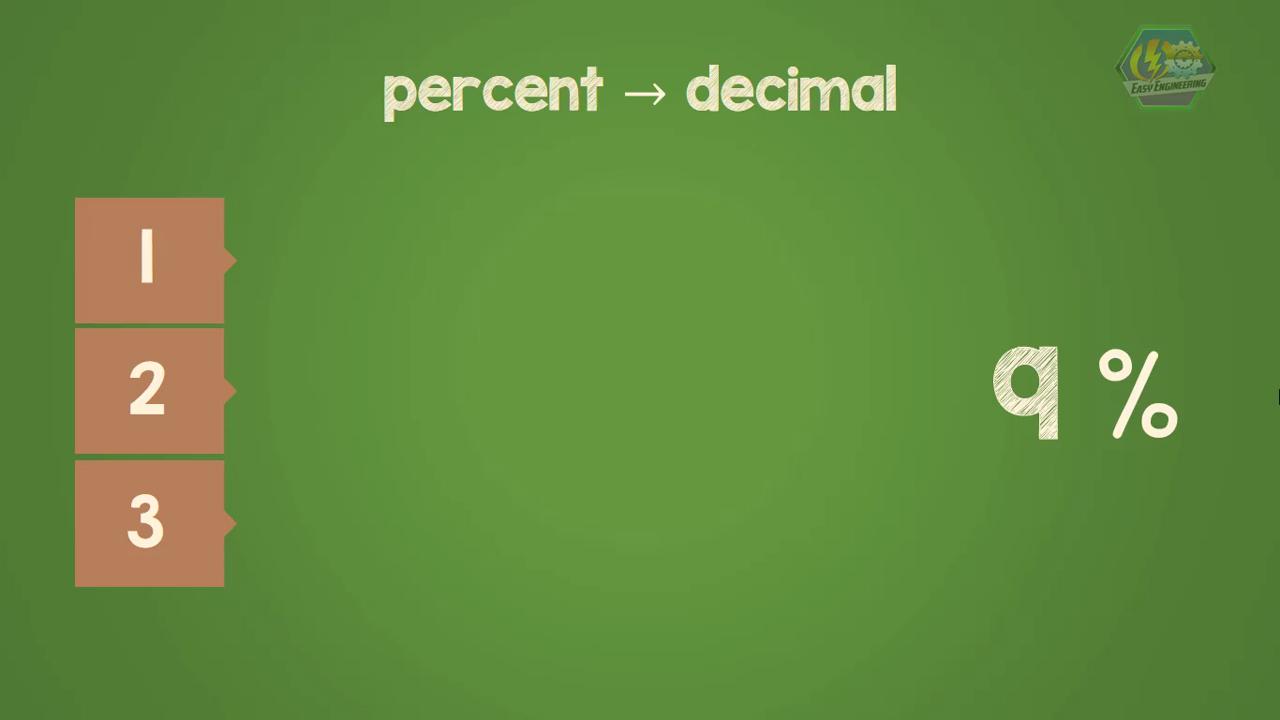 percent → decimal
EASY ENGINEERING
1
2
9 %
3